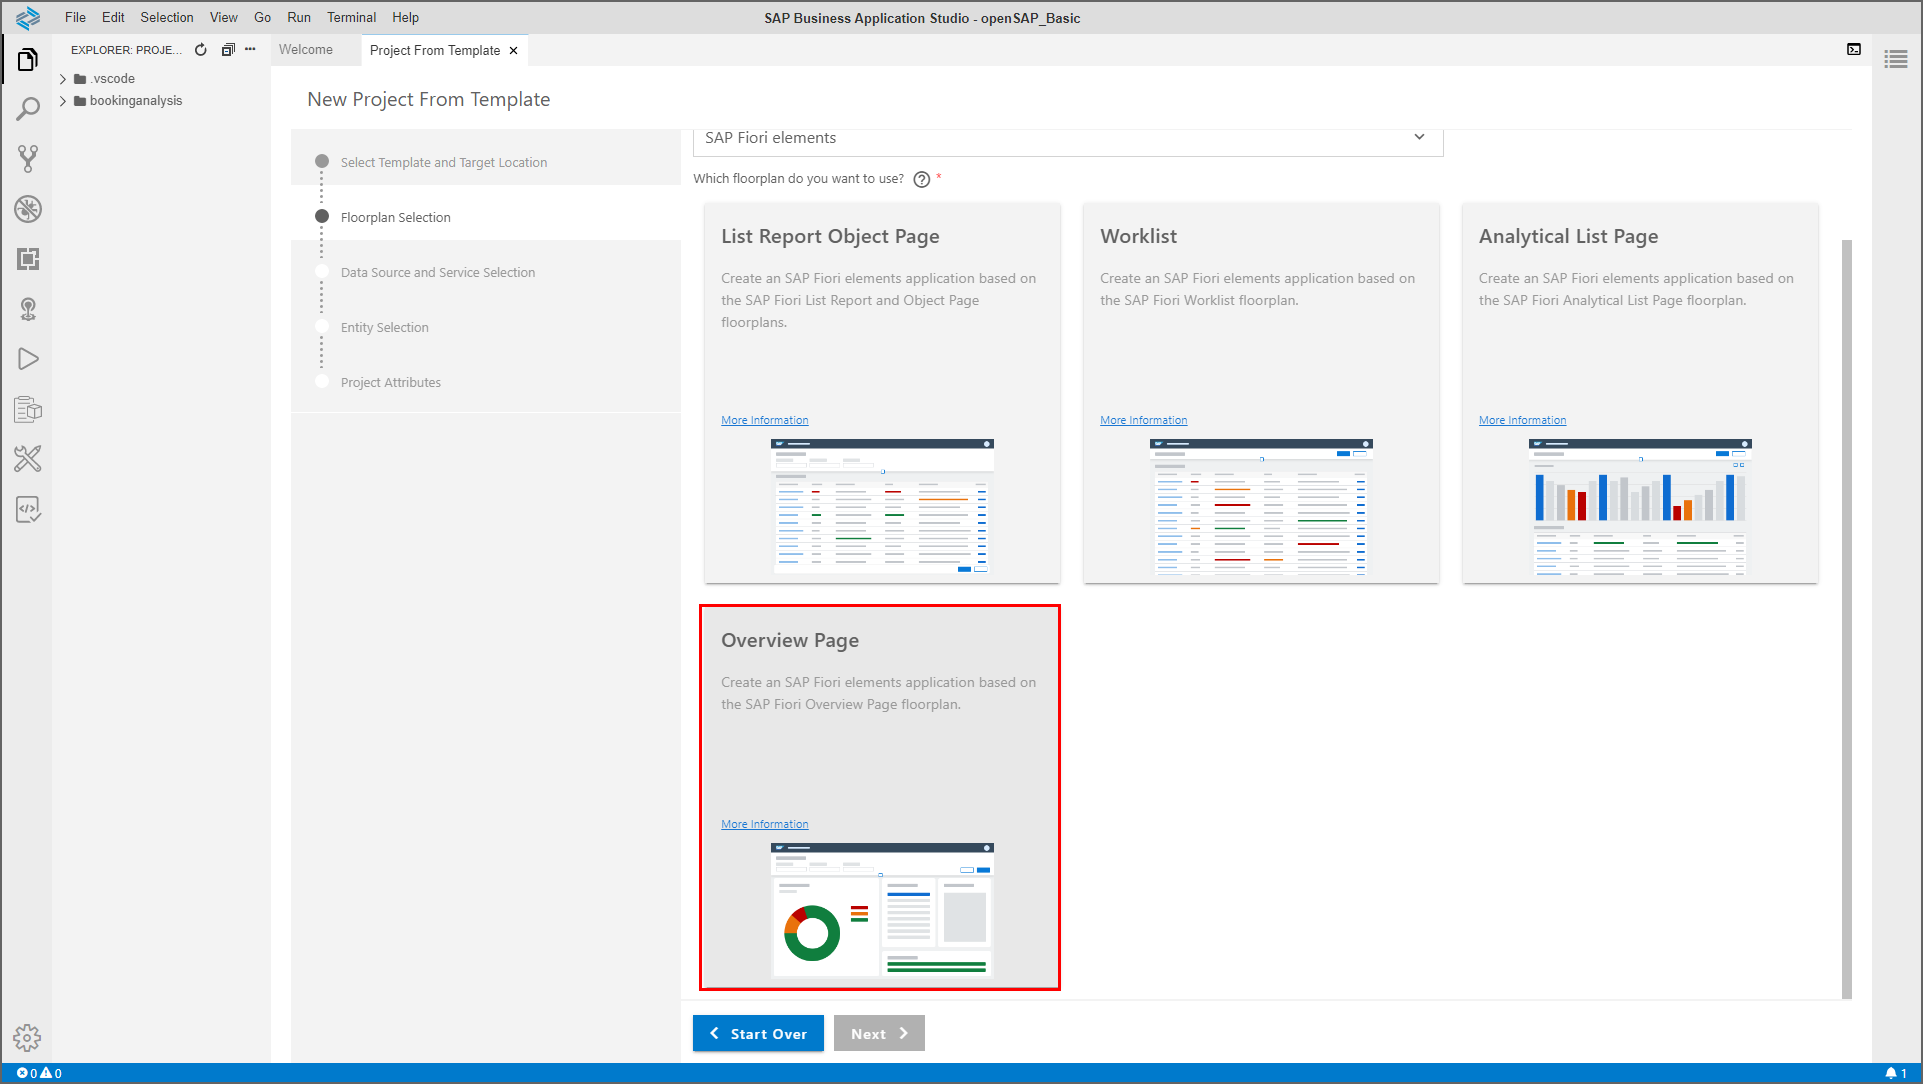 File Edit Selection View Go Run Terminal Help
SAP Business Application Studio - openSAP_Basic
EXPLORER: PROJE...
Welcome
Project From Template
.vscode
bookinganalysis
New Project From Template
Select Template and Target Location
Floorplan Selection
Data Source and Service Selection
Entity Selection
Project Attributes
SAP Fiori elements
Which floorplan do you want to use? *
List Report Object Page
Create an SAP Fiori elements application based on
the SAP Fiori List Report and Object Page
floorplans.
More Information
Worklist
Create an SAP Fiori elements application based on
the SAP Fiori Worklist floorplan.
More Information
Analytical List Page
Create an SAP Fiori elements application based on
the SAP Fiori Analytical List Page floorplan.
More Information
Overview Page
Create an SAP Fiori elements application based on
the SAP Fiori Overview Page floorplan.
More Information
Start Over
Next
0 0
1